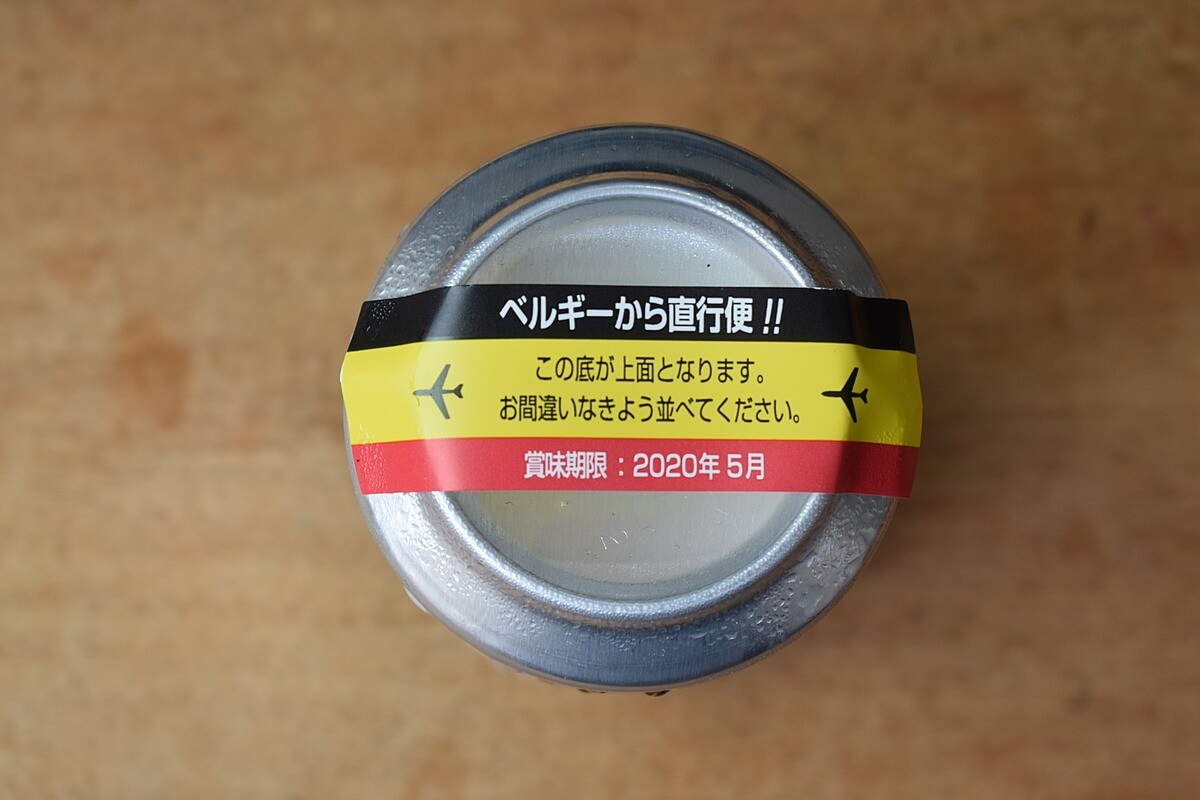 ベルギーから直行便!!
この底が上面となります。
お間違いなきよう並べてください。
賞味期限：2020年5月